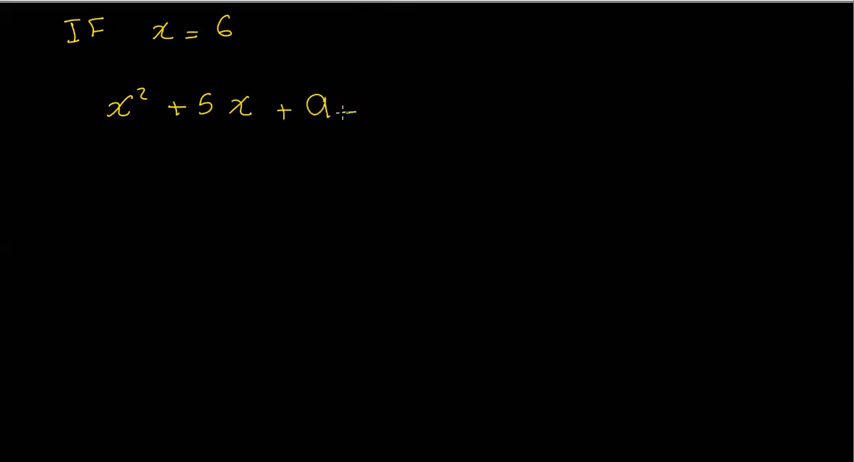 IF x = 6
x² + 5x + a